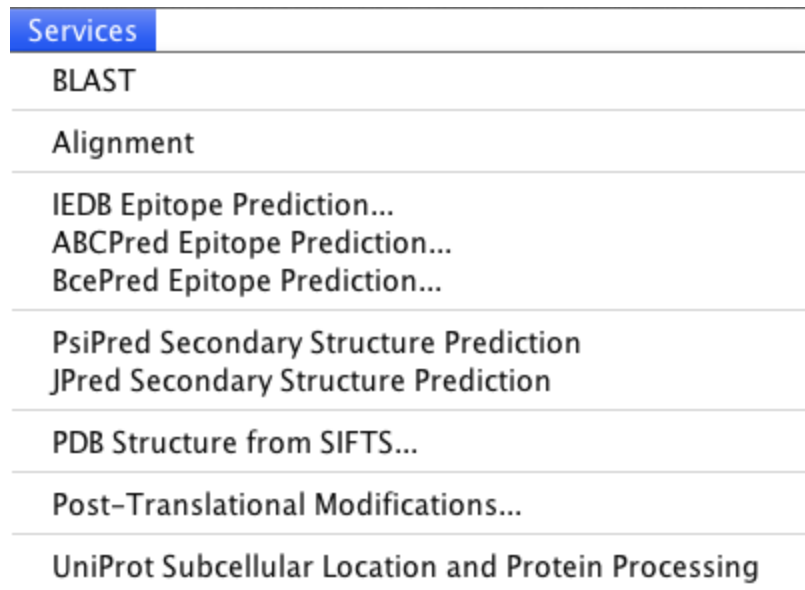 Services
BLAST
Alignment
IEDB Epitope Prediction...
ABCPred Epitope Prediction...
BcePred Epitope Prediction...
PsiPred Secondary Structure Prediction
JPred Secondary Structure Prediction
PDB Structure from SIFTS...
Post-Translational Modifications...
UniProt Subcellular Location and Protein Processing